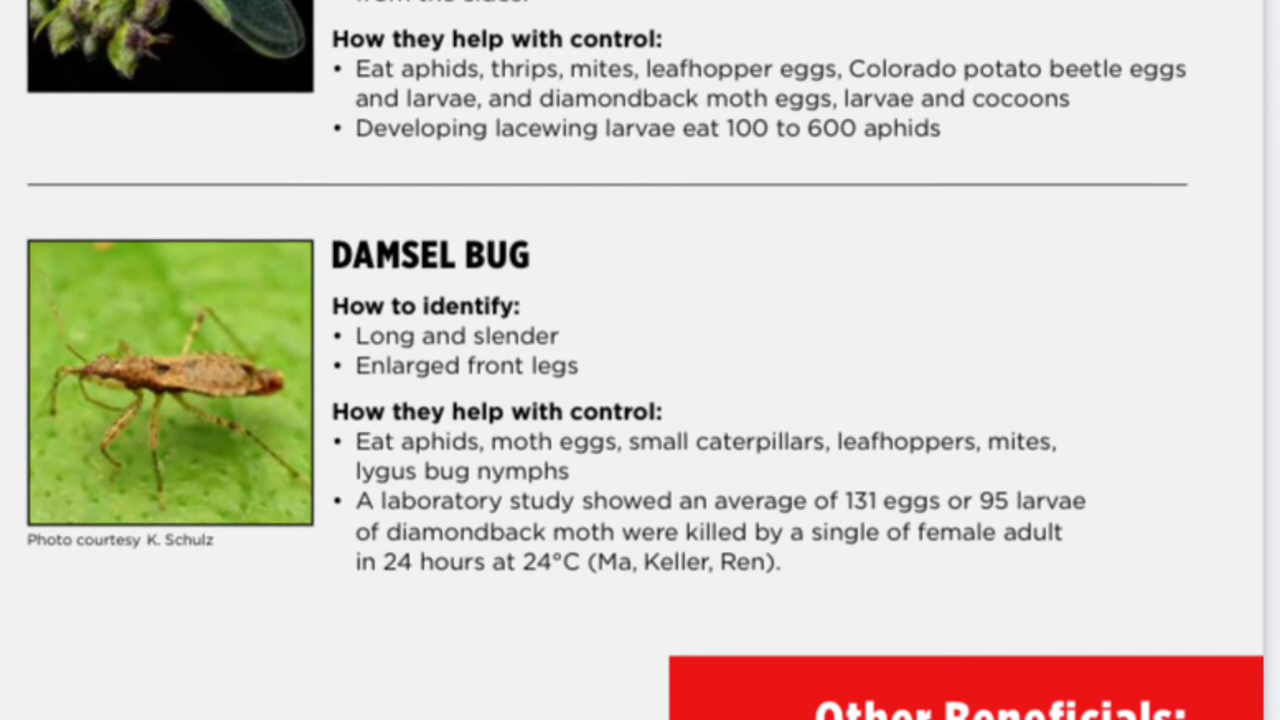 How they help with control:
• Eat aphids, thrips, mites, leafhopper eggs, Colorado potato beetle eggs
and larvae, and diamondback moth eggs, larvae and cocoons
• Developing lacewing larvae eat 100 to 600 aphids
DAMSEL BUG
How to identify:
• Long and slender
• Enlarged front legs
How they help with control:
• Eat aphids, moth eggs, small caterpillars, leafhoppers, mites,
lygus bug nymphs
• A laboratory study showed an average of 131 eggs or 95 larvae
of diamondback moth were killed by a single of female adult
in 24 hours at 24°C (Ma, Keller, Ren).
Photo courtesy K. Schulz
Other Beneficials: